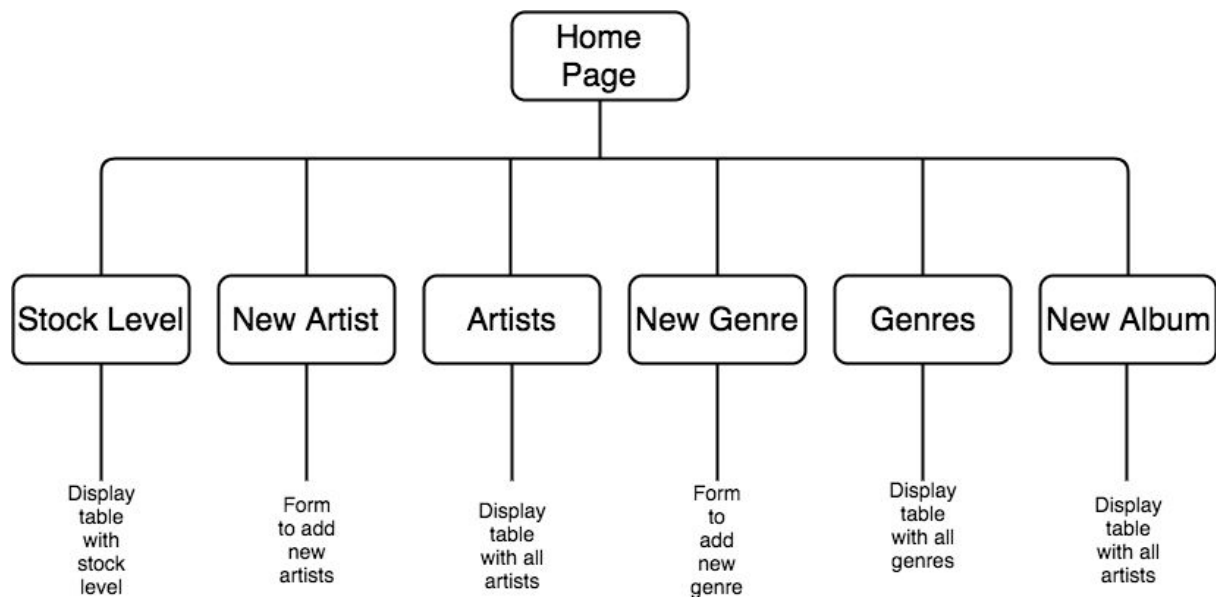 Home
Page
Stock Level
New Artist
Artists
New Genre
Genres
New Album
Display
table
with
stock
level
Form
to add
new
artists
Display
table
with all
artists
Form
to
add
new
genre
Display
table
with all
genres
Display
table
with all
artists